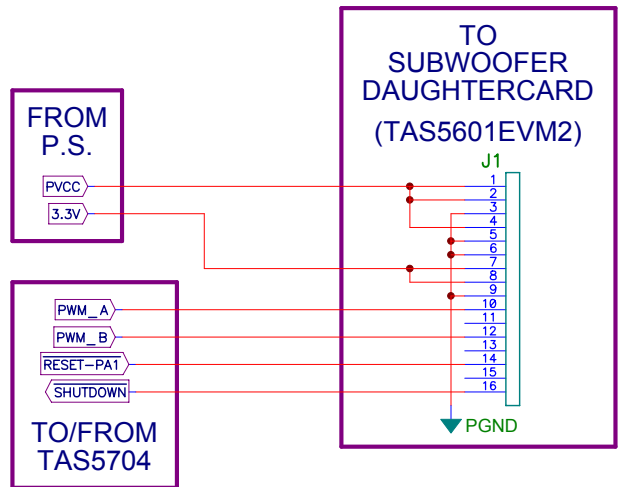 TO
SUBWOOFER
DAUGHTERCARD
(TAS5601EVM2)
J1
FROM
P.S.
PVCC
3.3V
1
2
3
4
5
6
7
8
9
10
11
12
13
14
15
16
PWM_A
PWM_B
RESET-PA1
SHUTDOWN
TO/FROM
TAS5704
PGND